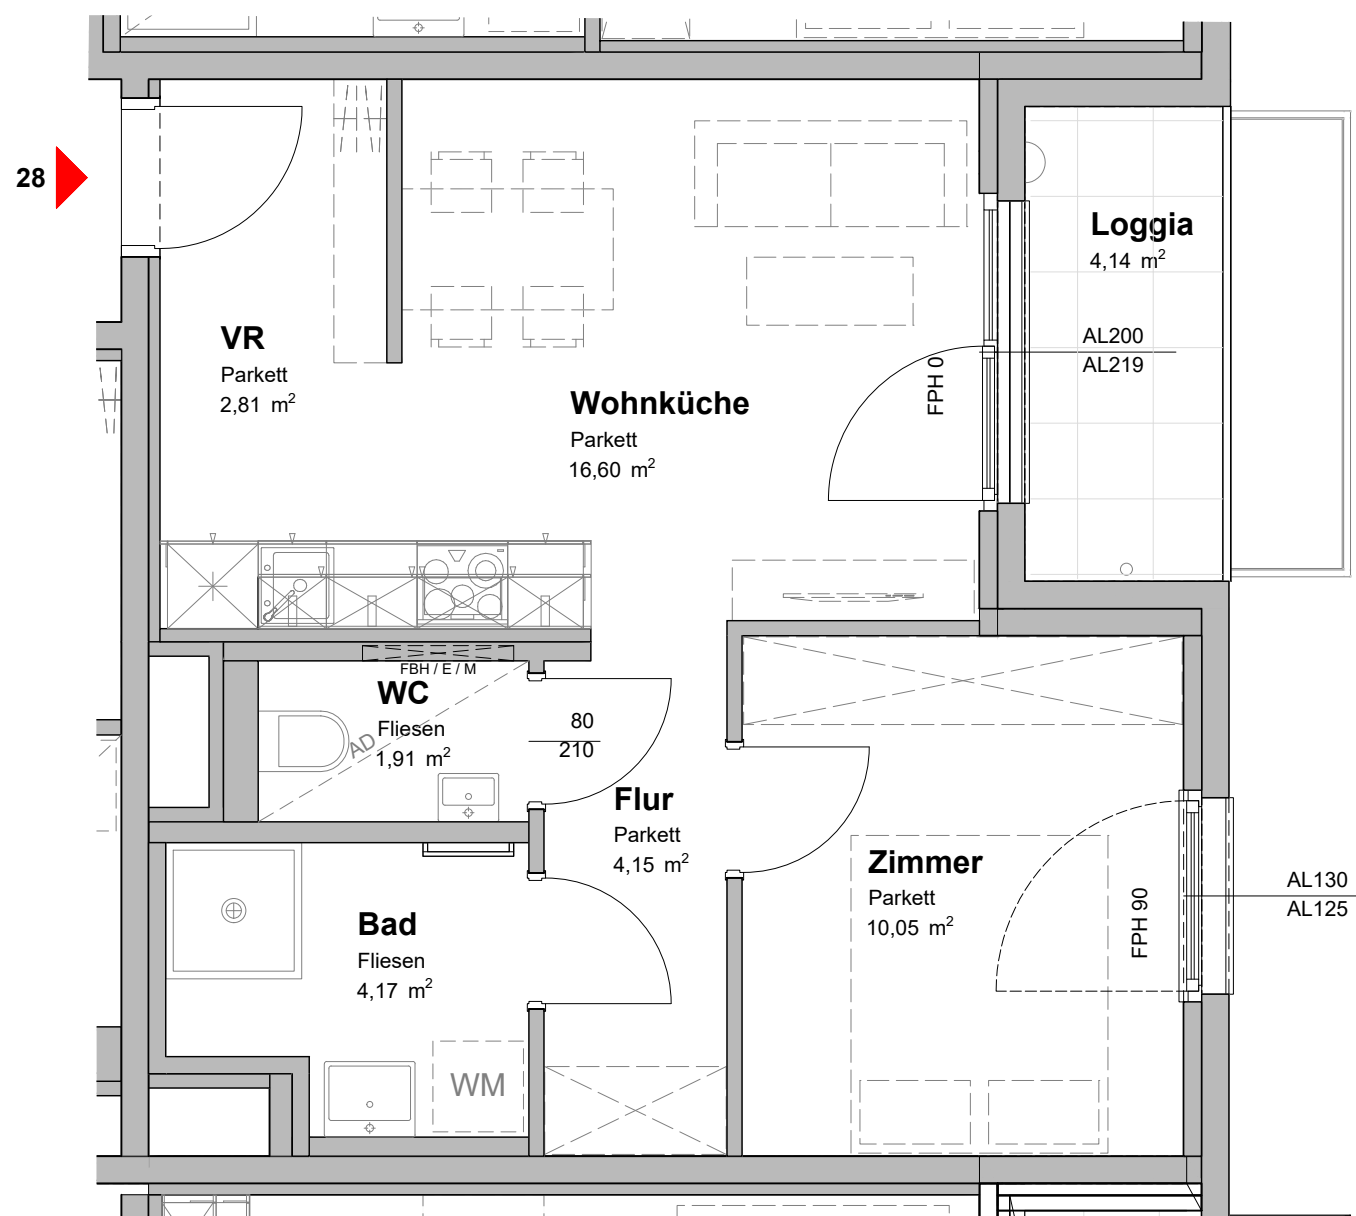 28
Loggia
4,14 m²
VR
Parkett
2,81 m²
AL200
AL219
FPH 0
Wohnküche
Parkett
16,60 m²
FBH / E / M
WC
Fliesen
1,91 m²
AD
80
210
Flur
Parkett
4,15 m²
Zimmer
Parkett
10,05 m²
FPH 90
AL130
AL125
Bad
Fliesen
4,17 m²
WM